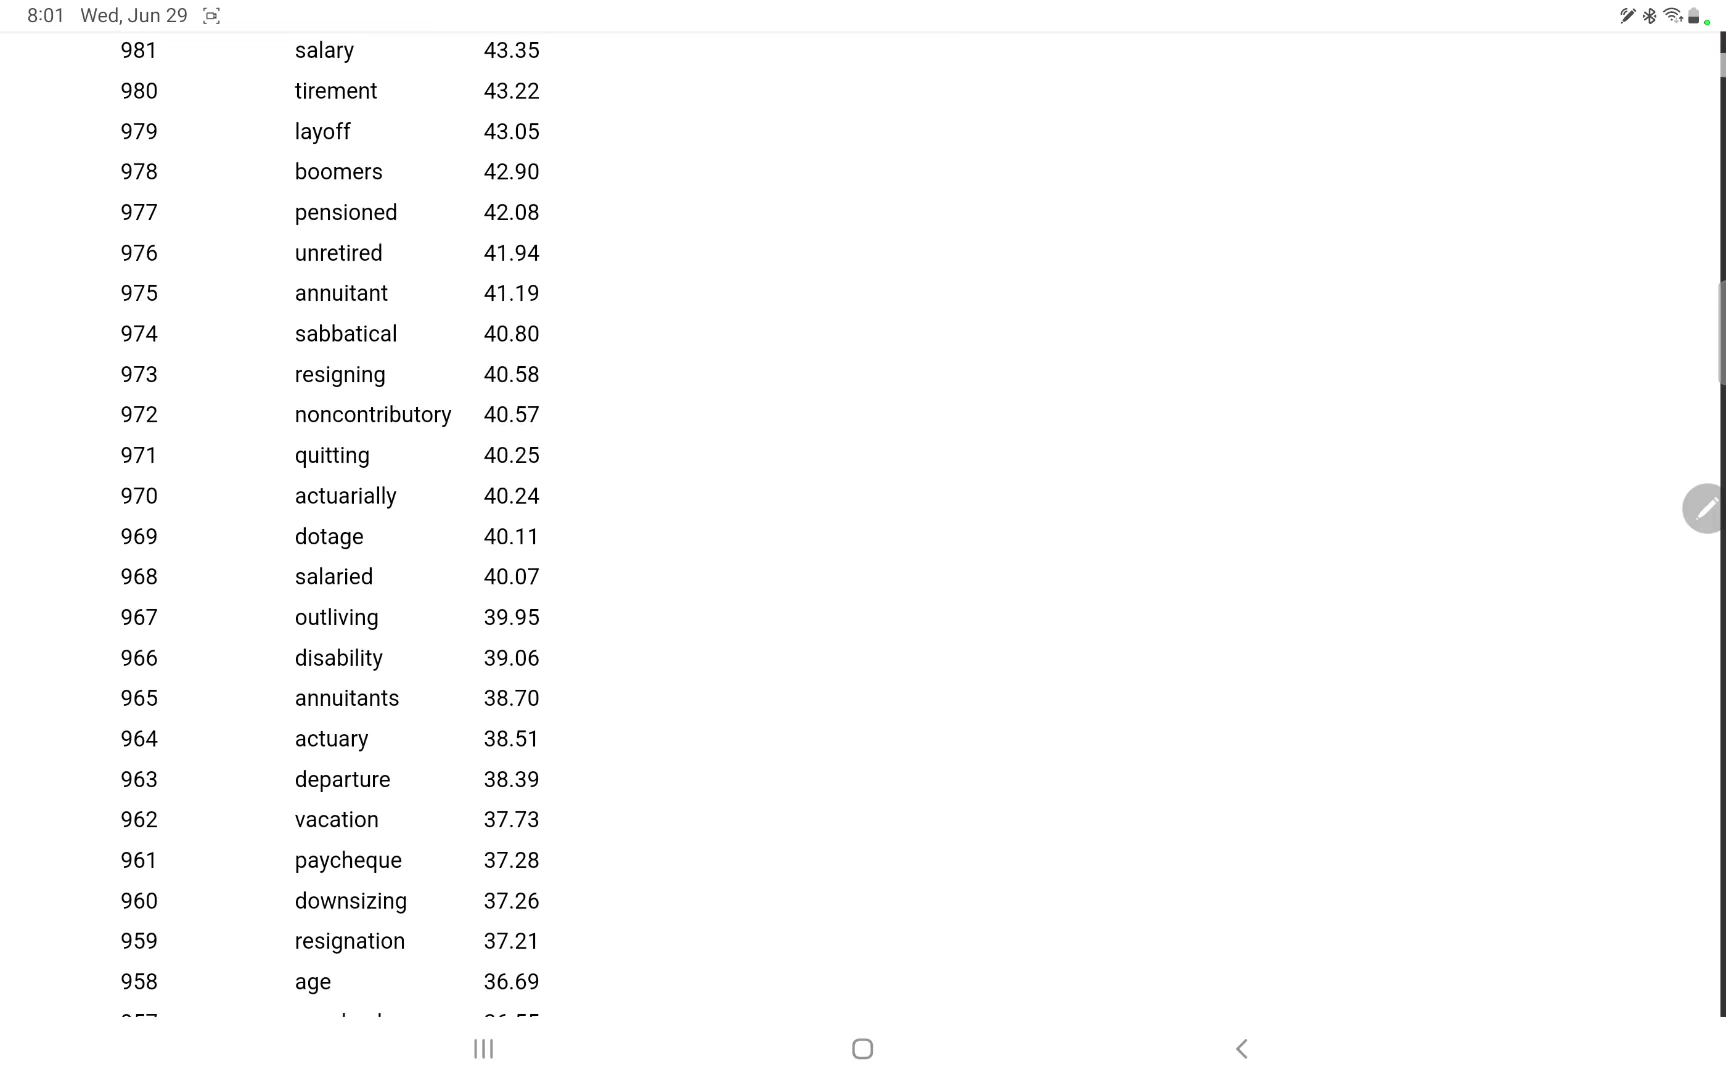 8:01 Wed, Jun 29
981 salary 43.35
980 tirement 43.22
979 layoff 43.05
978 boomers 42.90
977 pensioned 42.08
976 unretired 41.94
975 annuitant 41.19
974 sabbatical 40.80
973 resigning 40.58
972 noncontributory 40.57
971 quitting 40.25
970 actuarially 40.24
969 dotage 40.11
968 salaried 40.07
967 outliving 39.95
966 disability 39.06
965 annuitants 38.70
964 actuary 38.51
963 departure 38.39
962 vacation 37.73
961 paycheque 37.28
960 downsizing 37.26
959 resignation 37.21
958 age 36.69